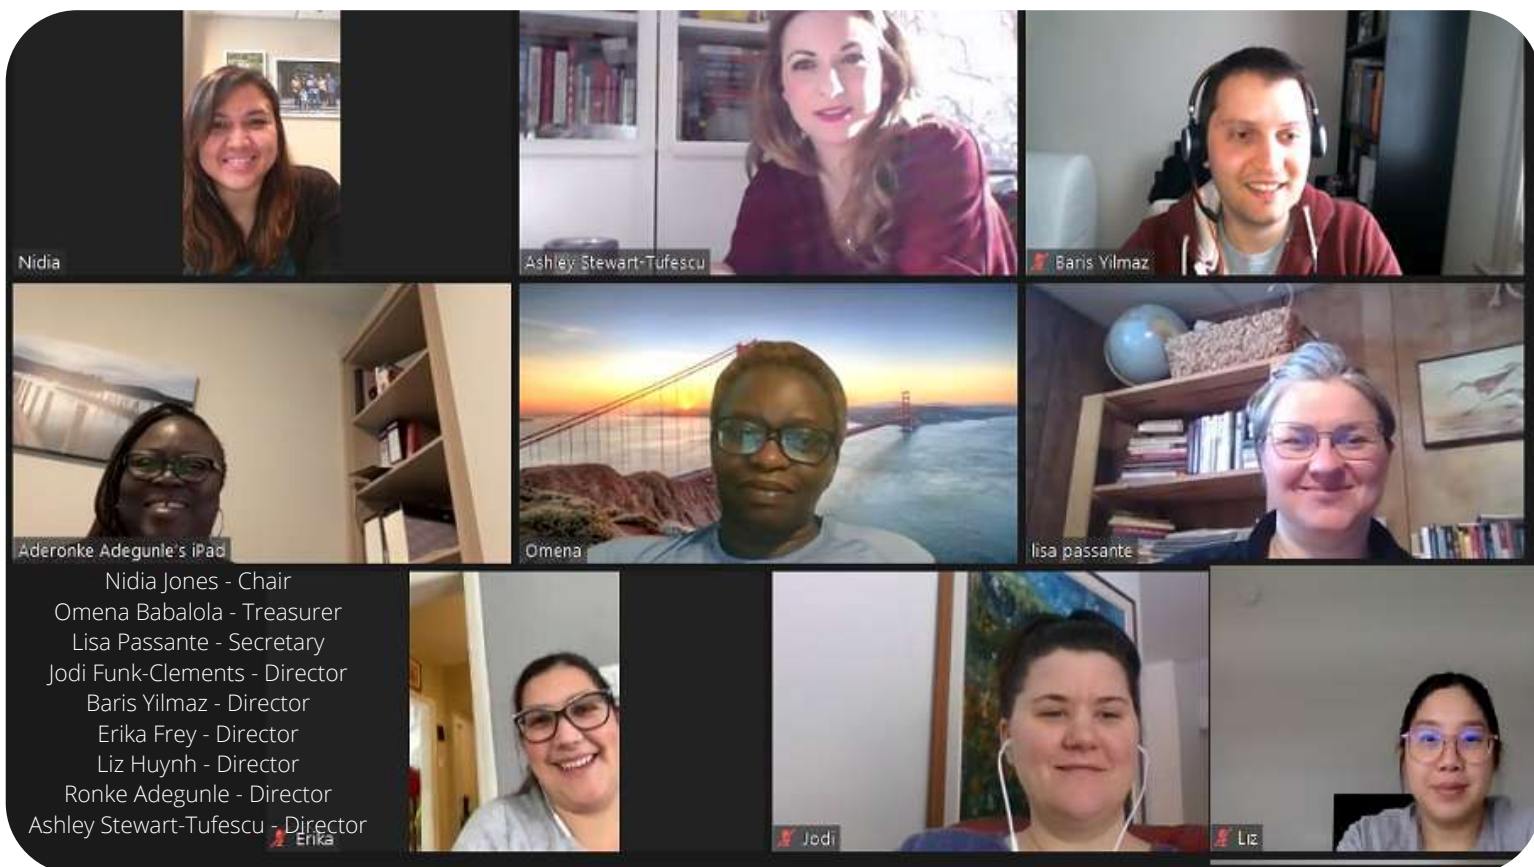 Nidia
Ashley Stewart-Tufescu
Baris Yilmaz
Aderonke Adegunle's iPad
Omena
lisa passante
Nidia Jones - Chair
Omena Babalola - Treasurer
Lisa Passante - Secretary
Jodi Funk-Clements - Director
Baris Yilmaz - Director
Erika Frey - Director
Liz Huynh - Director
Ronke Adegunle - Director
Ashley Stewart-Tufescu - Director
Erika
Jodi
Liz